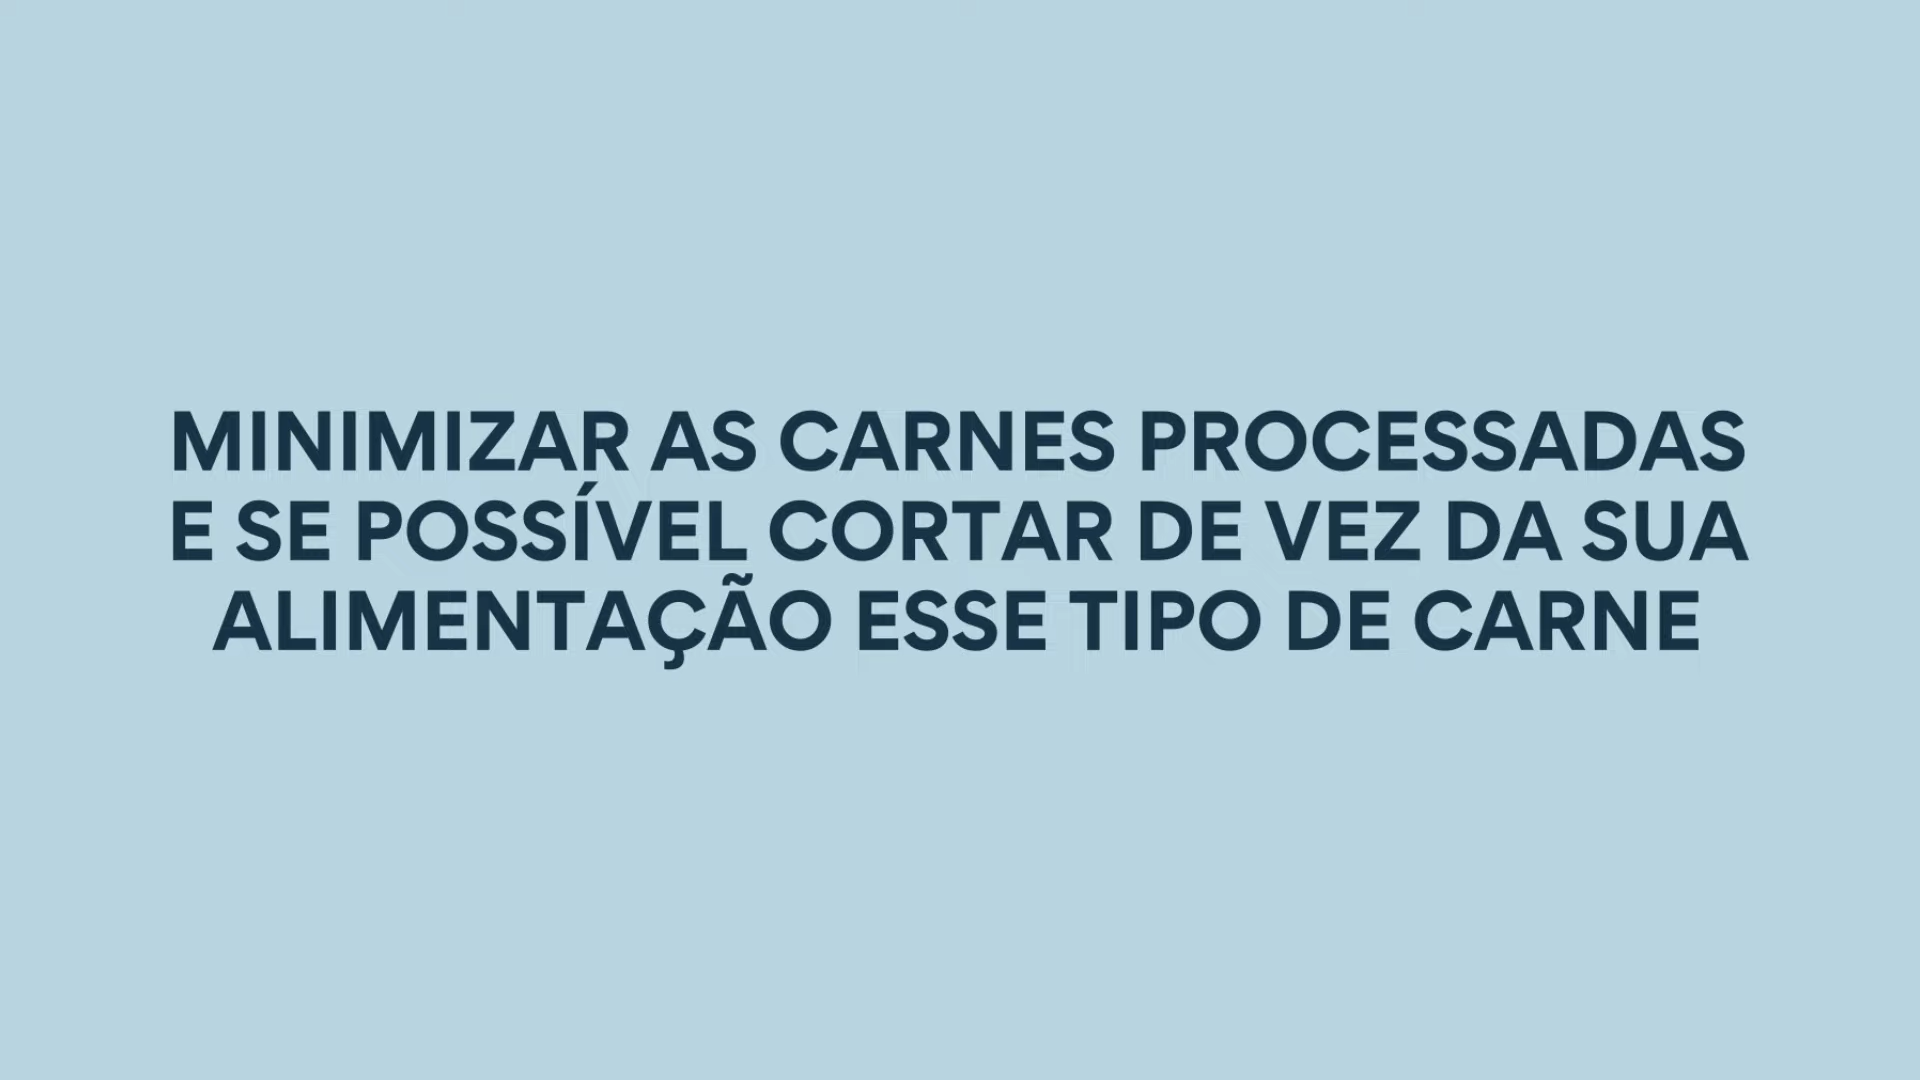 MINIMIZAR AS CARNES PROCESSADAS
E SE POSSÍVEL CORTAR DE VEZ DA SUA
ALIMENTAÇÃO ESSE TIPO DE CARNE